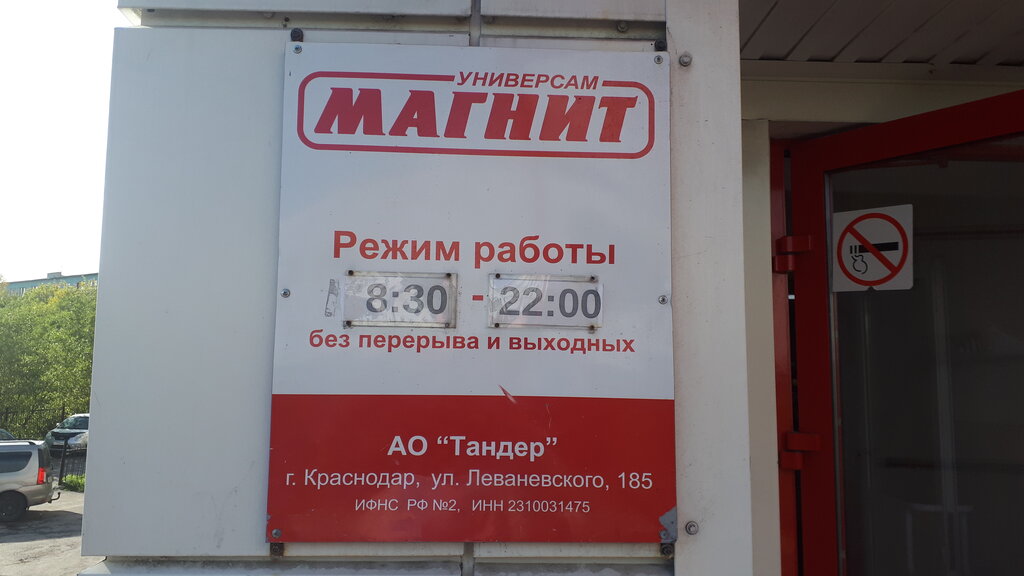 УНИВЕРСАМ
МАГНИТ
Режим работы
8:30 - 22:00
без перерыва и выходных
АО “Тандер”
г. Краснодар, ул. Леваневского, 185
ИФНС РФ №2, ИНН 2310031475